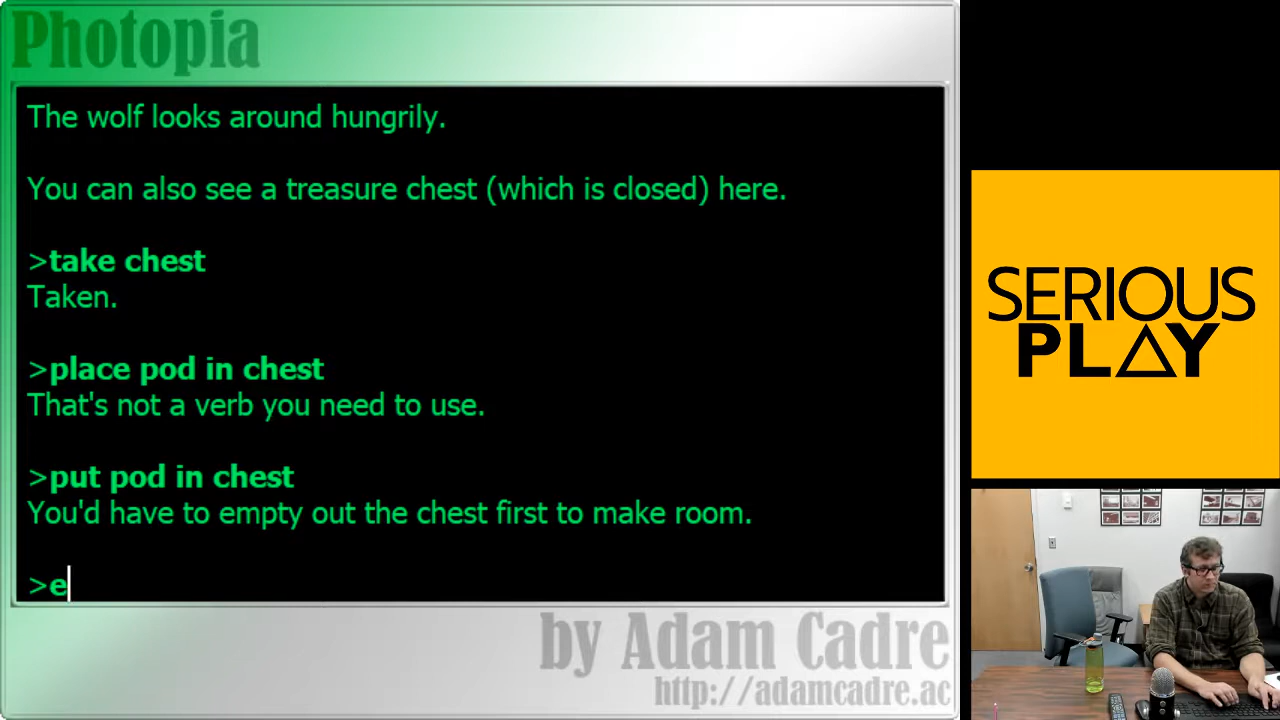 Photopia
The wolf looks around hungrily.
You can also see a treasure chest (which is closed) here.
>take chest
Taken.
>place pod in chest
That's not a verb you need to use.
>put pod in chest
You'd have to empty out the chest first to make room.
>e
by Adam Cadre
http://adamcadre.ac
SERIOUS
PLAY